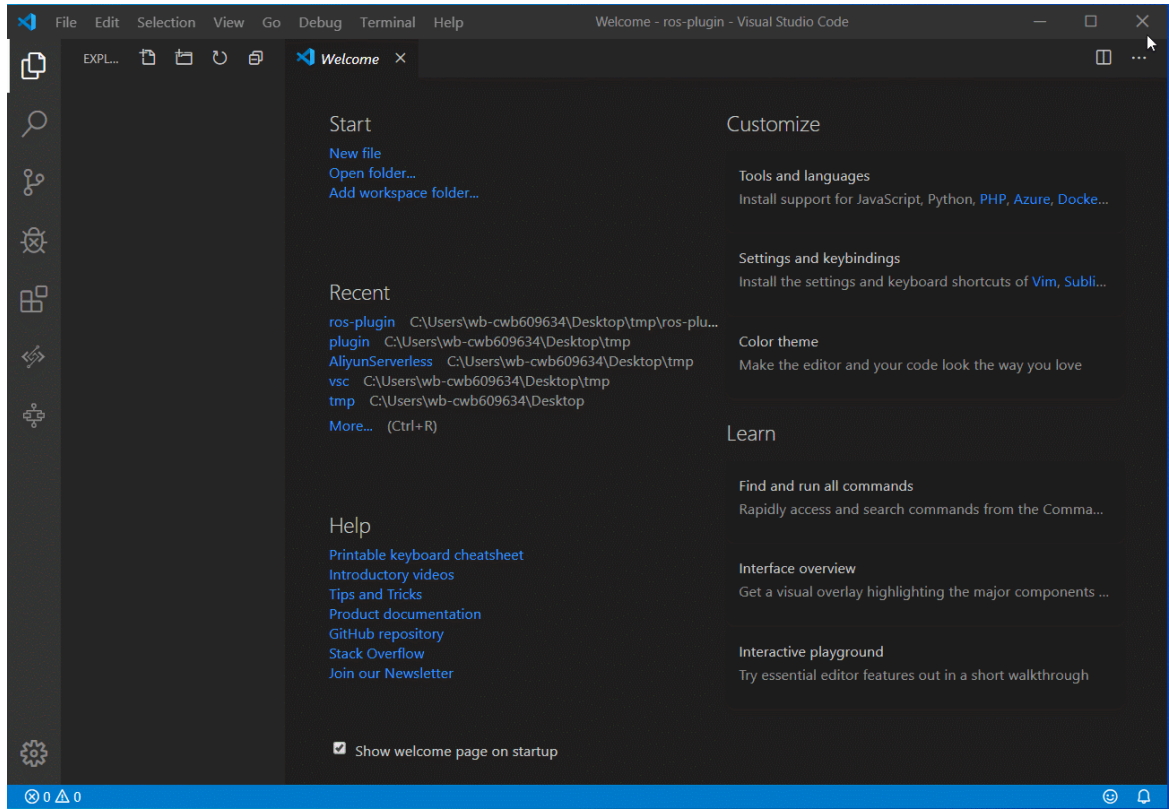 File Edit Selection View Go Debug Terminal Help Welcome - ros-plugin - Visual Studio Code
EXPL...
Welcome
Start
New file
Open folder...
Add workspace folder...
Recent
ros-plugin C:\Users\wb-cwb609634\Desktop\tmp\ros-plu...
plugin C:\Users\wb-cwb609634\Desktop\tmp
AliyunServerless C:\Users\wb-cwb609634\Desktop\tmp
vsc C:\Users\wb-cwb609634\Desktop\tmp
tmp C:\Users\wb-cwb609634\Desktop
More... (Ctrl+R)
Help
Printable keyboard cheatsheet
Introductory videos
Tips and Tricks
Product documentation
GitHub repository
Stack Overflow
Join our Newsletter
Show welcome page on startup
Customize
Tools and languages
Install support for JavaScript, Python, PHP, Azure, Docke...
Settings and keybindings
Install the settings and keyboard shortcuts of Vim, Subli...
Color theme
Make the editor and your code look the way you love
Learn
Find and run all commands
Rapidly access and search commands from the Comma...
Interface overview
Get a visual overlay highlighting the major components ...
Interactive playground
Try essential editor features out in a short walkthrough
0 0